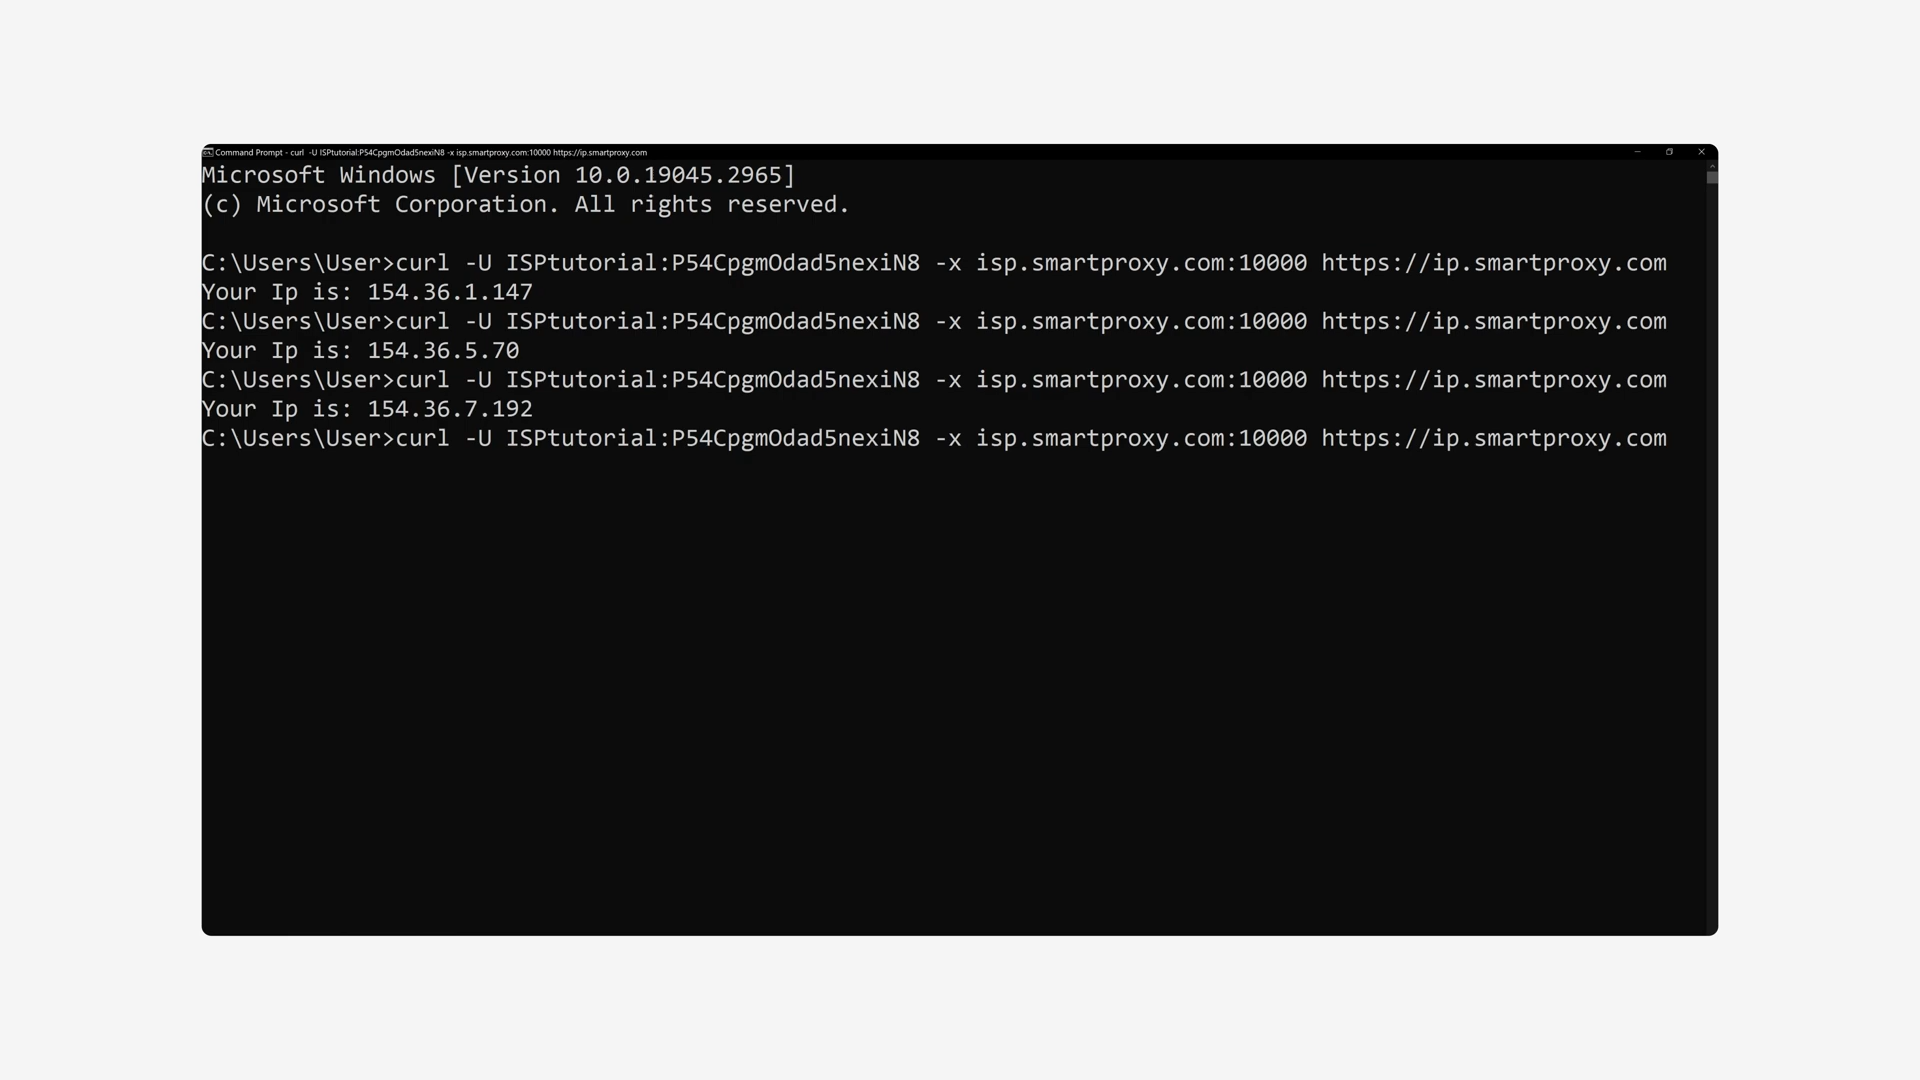 Command Prompt - curl  -U ISPtutorial:P54CpgmOdad5nexiN8 -x isp.smartproxy.com:10000 https://ip.smartproxy.com
Microsoft Windows [Version 10.0.19045.2965]
(c) Microsoft Corporation. All rights reserved.
C:\Users\User>curl -U ISPtutorial:P54CpgmOdad5nexiN8 -x isp.smartproxy.com:10000 https://ip.smartproxy.com
Your Ip is: 154.36.1.147
C:\Users\User>curl -U ISPtutorial:P54CpgmOdad5nexiN8 -x isp.smartproxy.com:10000 https://ip.smartproxy.com
Your Ip is: 154.36.5.70
C:\Users\User>curl -U ISPtutorial:P54CpgmOdad5nexiN8 -x isp.smartproxy.com:10000 https://ip.smartproxy.com
Your Ip is: 154.36.7.192
C:\Users\User>curl -U ISPtutorial:P54CpgmOdad5nexiN8 -x isp.smartproxy.com:10000 https://ip.smartproxy.com